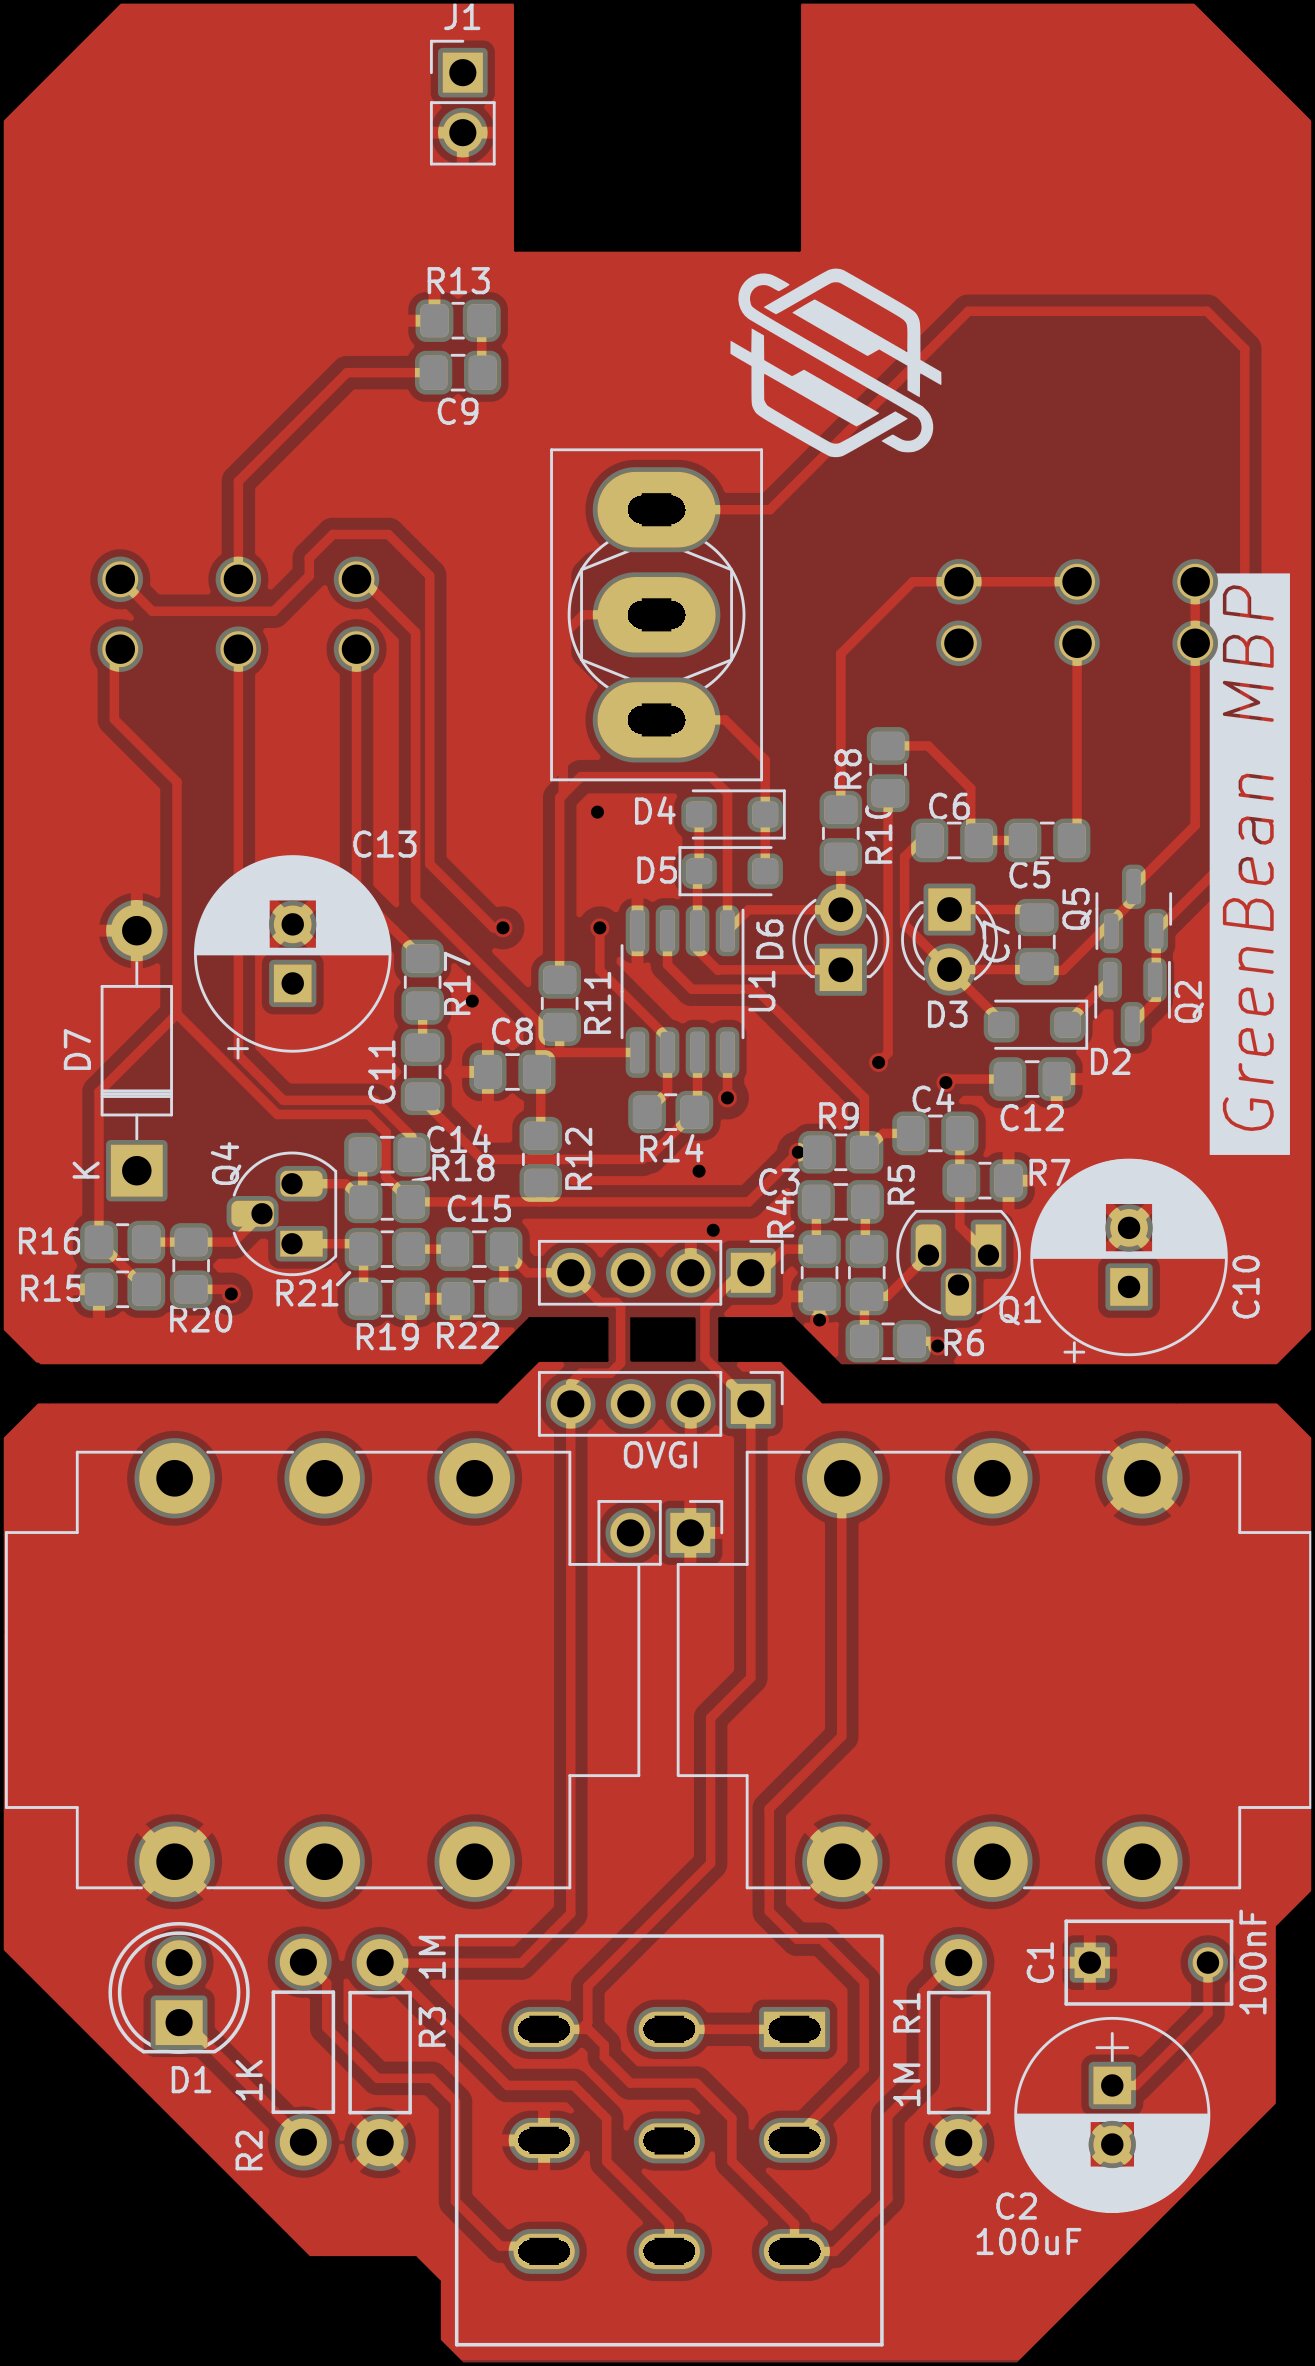 J1
R13
C9
GreenBean MBP
D4
D5
R8
C6
R10
C5
C13
Q5
D6
C7
R17
R11
U1
Q2
D3
D7
C8
C11
D2
C12
C4
R9
C14
R18
R12
R14
Q4
K
C3
R5
R7
C15
R4
R16
R15
R21
R20
R19
R22
Q1
R6
C10
+
+
OVGI
1M
R3
R1
1M
C1
100nF
D1
1K
R2
+
C2
100uF